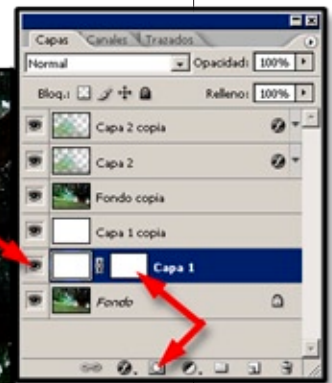 Capas Canales Trazados
Normal Opacidad: 100%
Bloq.: Relleno: 100%
Capa 2 copia
Capa 2
Fondo copia
Capa 1 copia
Capa 1
Fondo